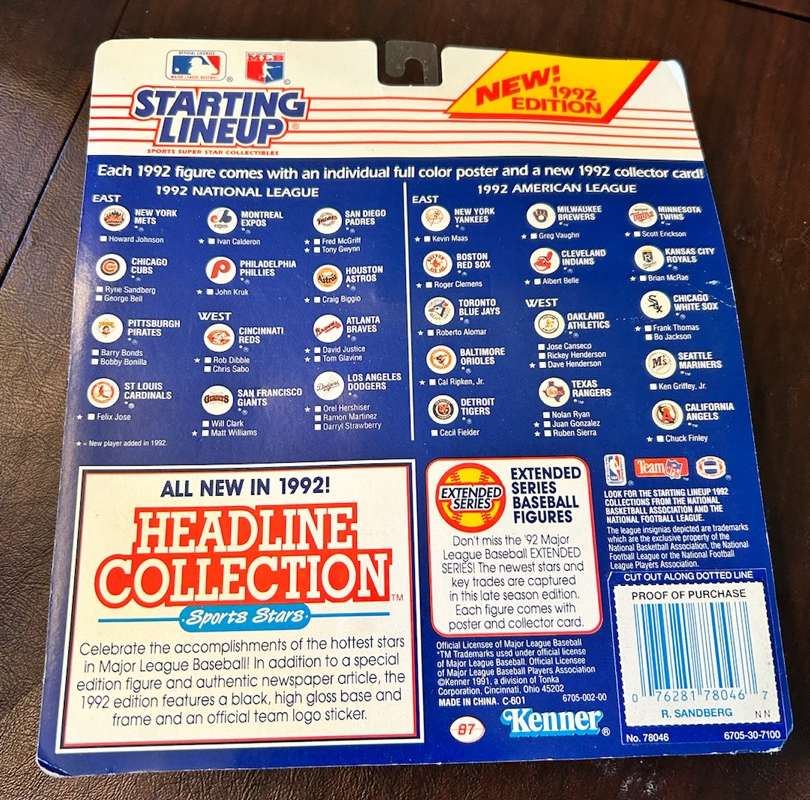 OFFICIAL LICENSEE
MAJOR LEAGUE BASEBALL
MLB
STARTING
LINEUP
SPORTS SUPER STAR COLLECTIBLES
NEW!
1992
EDITION
Each 1992 figure comes with an individual full color poster and a new 1992 collector card!
1992 NATIONAL LEAGUE
EAST
NEW YORK
METS
Howard Johnson
CHICAGO
CUBS
Ryne Sandberg
George Bell
PITTSBURGH
PIRATES
Barry Bonds
Bobby Bonilla
ST LOUIS
CARDINALS
★ Felix Jose
★ = New player added in 1992
MONTREAL
EXPOS
★ Ivan Calderon
PHILADELPHIA
PHILLIES
★ John Kruk
WEST
CINCINNATI
REDS
★ Rob Dibble
Chris Sabo
SAN FRANCISCO
GIANTS
Will Clark
★ Matt Williams
SAN DIEGO
PADRES
★ Fred McGriff
★ Tony Gwynn
HOUSTON
ASTROS
★ Craig Biggio
ATLANTA
BRAVES
★ David Justice
★ Tom Glavine
LOS ANGELES
DODGERS
★ Orel Hershiser
Ramon Martinez
Darryl Strawberry
1992 AMERICAN LEAGUE
EAST
NEW YORK
YANKEES
★ Kevin Maas
BOSTON
RED SOX
★ Roger Clemens
TORONTO
BLUE JAYS
★ Roberto Alomar
BALTIMORE
ORIOLES
★ Cal Ripken, Jr.
DETROIT
TIGERS
Cecil Fielder
MILWAUKEE
BREWERS
★ Greg Vaughn
CLEVELAND
INDIANS
★ Albert Belle
WEST
OAKLAND
ATHLETICS
Jose Canseco
Rickey Henderson
★ Dave Henderson
TEXAS
RANGERS
Nolan Ryan
★ Juan Gonzalez
★ Ruben Sierra
MINNESOTA
TWINS
★ Scott Erickson
KANSAS CITY
ROYALS
★ Brian McRae
CHICAGO
WHITE SOX
★ Frank Thomas
Bo Jackson
SEATTLE
MARINERS
Ken Griffey, Jr.
CALIFORNIA
ANGELS
★ Chuck Finley
ALL NEW IN 1992!
HEADLINE
COLLECTION™
Sports Stars
Celebrate the accomplishments of the hottest stars
in Major League Baseball! In addition to a special
edition figure and authentic newspaper article, the
1992 edition features a black, high gloss base and
frame and an official team logo sticker.
EXTENDED
SERIES
EXTENDED
SERIES
BASEBALL
FIGURES
Don't miss the '92 Major
League Baseball EXTENDED
SERIES! The newest stars and
key trades are captured
in this late season edition.
Each figure comes with
poster and collector card.
Official Licensee of Major League Baseball
*TM Trademarks used under official license
of Major League Baseball. Official Licensee
of Major League Baseball Players Association
©Kenner 1991, a division of Tonka
Corporation, Cincinnati, Ohio 45202
MADE IN CHINA. C-601
6705-002-00
87
Kenner®
Team NFL
LOOK FOR THE STARTING LINEUP 1992
COLLECTIONS FROM THE NATIONAL
BASKETBALL ASSOCIATION AND THE
NATIONAL FOOTBALL LEAGUE.
The league insignias depicted are trademarks
which are the exclusive property of the
National Basketball Association, the National
Football League or the National Football
League Players Association.
CUT OUT ALONG DOTTED LINE
PROOF OF PURCHASE
0 76281 78046 7
R. SANDBERG
N N
No. 78046
6705-30-7100